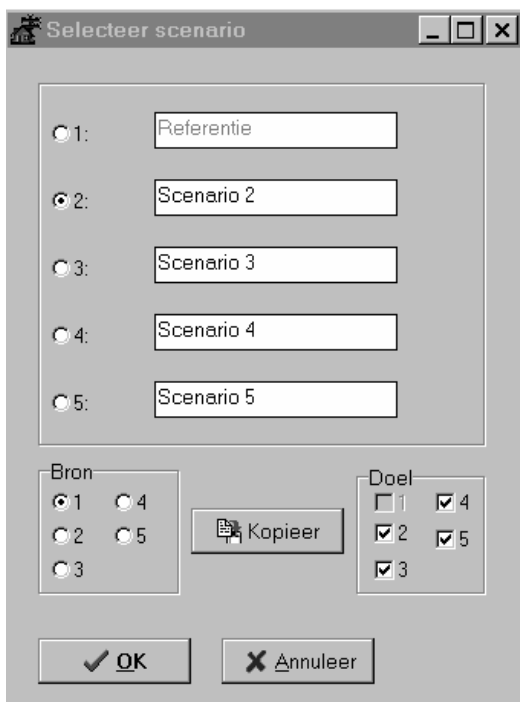 Selecteer scenario
1: Referentie
2: Scenario 2
3: Scenario 3
4: Scenario 4
5: Scenario 5
Bron
1 4
2 5
3
Kopieer
Doel
1 4
2 5
3
OK
Annuleer